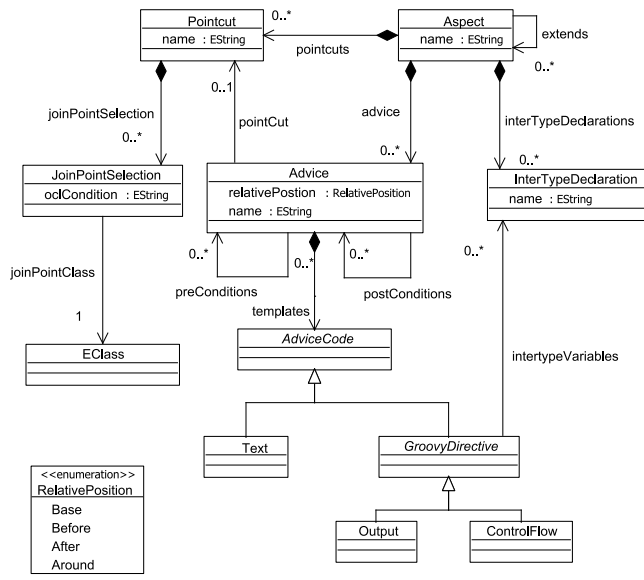 Pointcut
name : EString
0..*
pointcuts
Aspect
name : EString
extends
0..*
joinPointSelection
0..*
0..1
pointCut
advice
0..*
interTypeDeclarations
0..*
JoinPointSelection
oclCondition : EString
Advice
relativePostion : RelativePosition
name : EString
InterTypeDeclaration
name : EString
0..*
0..*
0..*
0..*
joinPointClass
1
preConditions
postConditions
templates
EClass
AdviceCode
intertypeVariables
Text
GroovyDirective
<<enumeration>>
RelativePosition
Base
Before
After
Around
Output
ControlFlow